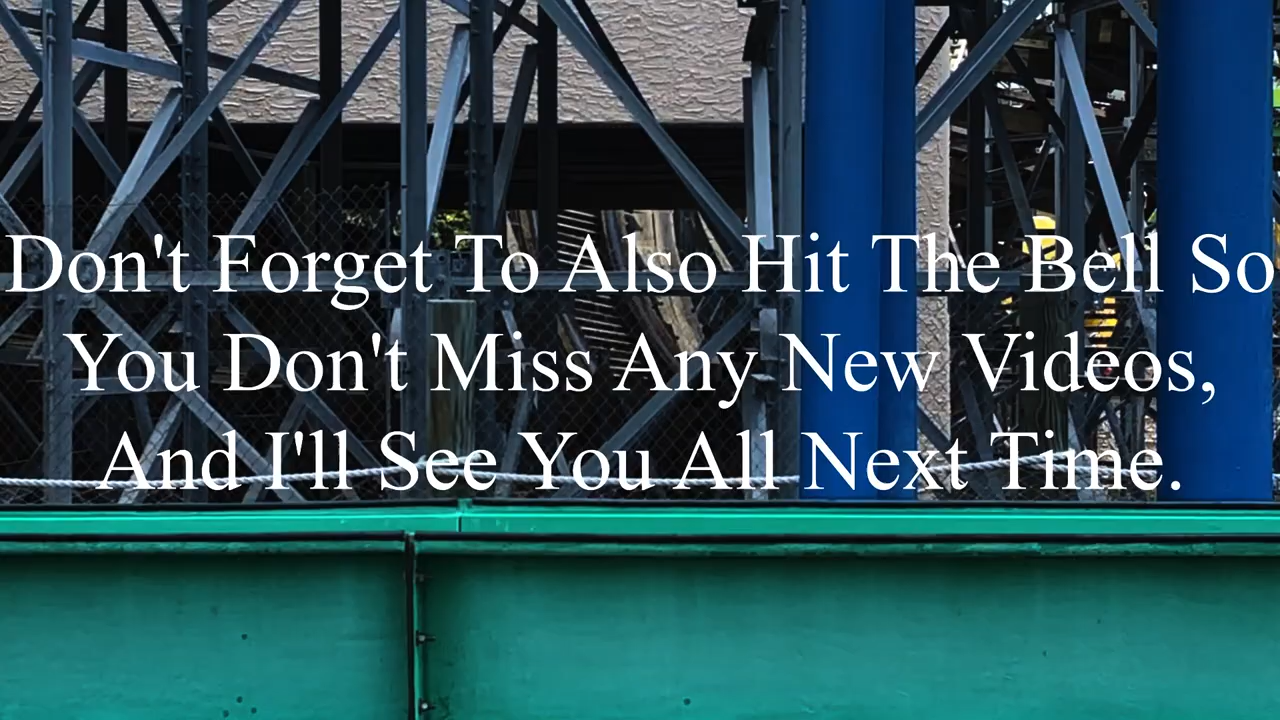 Don't Forget To Also Hit The Bell So
You Don't Miss Any New Videos,
And I'll See You All Next Time.